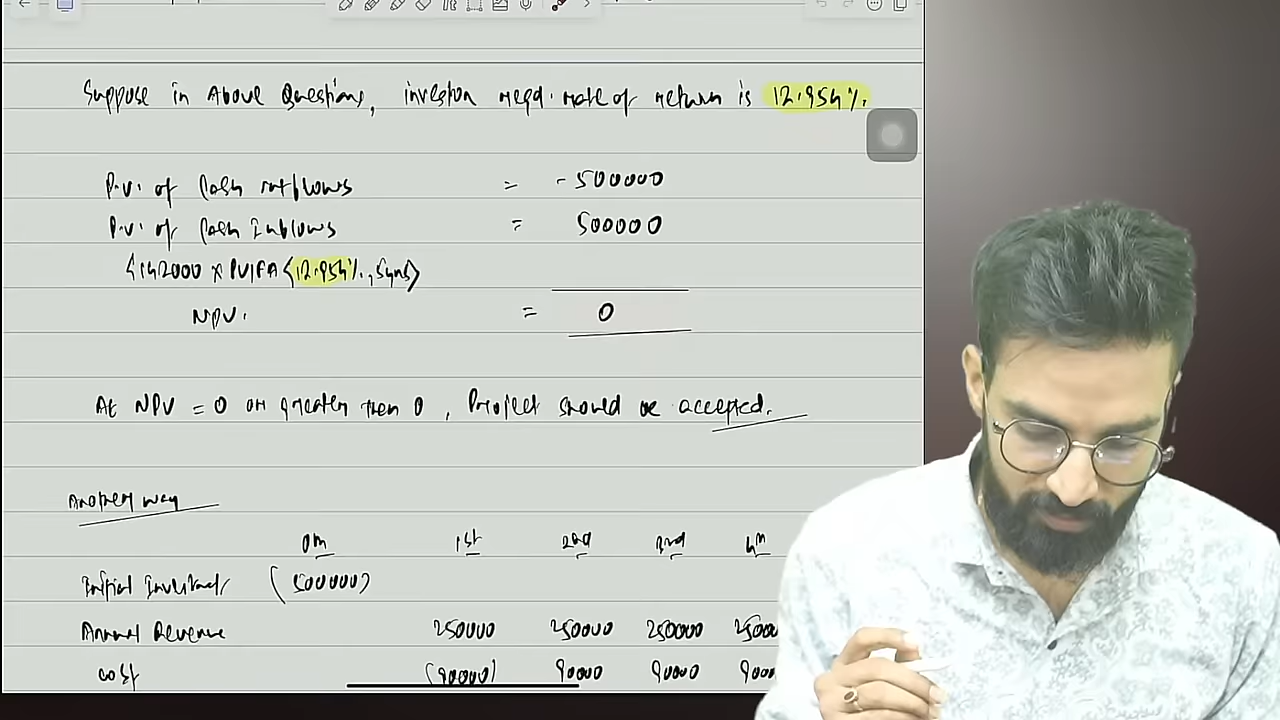 Suppose in Above Questions, investor reqd. rate of return is 12.954%.
P.V. of Cash outflows = -500000
P.V. of Cash Inflows = 500000
{142000 x PVIFA {12.954%, 5yrs}
NPV. = 0
At NPV = 0 or greater then 0, Project should be accepted.
Another way
0th 1st 2nd 3rd 4th
Initial Investment (500000)
Annual Revenue 250000 250000 250000 25000
Cost (90000) 90000 90000 9000